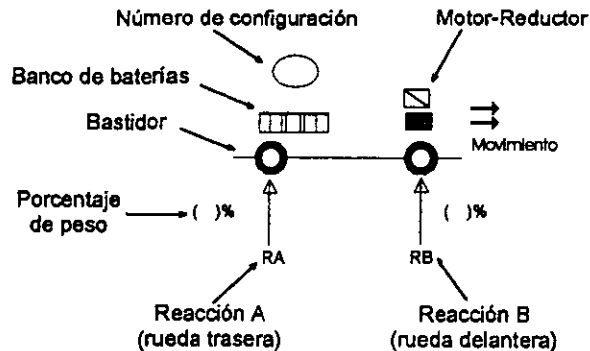 Número de configuración
Motor-Reductor
Banco de baterías
Bastidor
Movimiento
Porcentaje
de peso
( )%
( )%
RA
RB
Reacción A
(rueda trasera)
Reacción B
(rueda delantera)